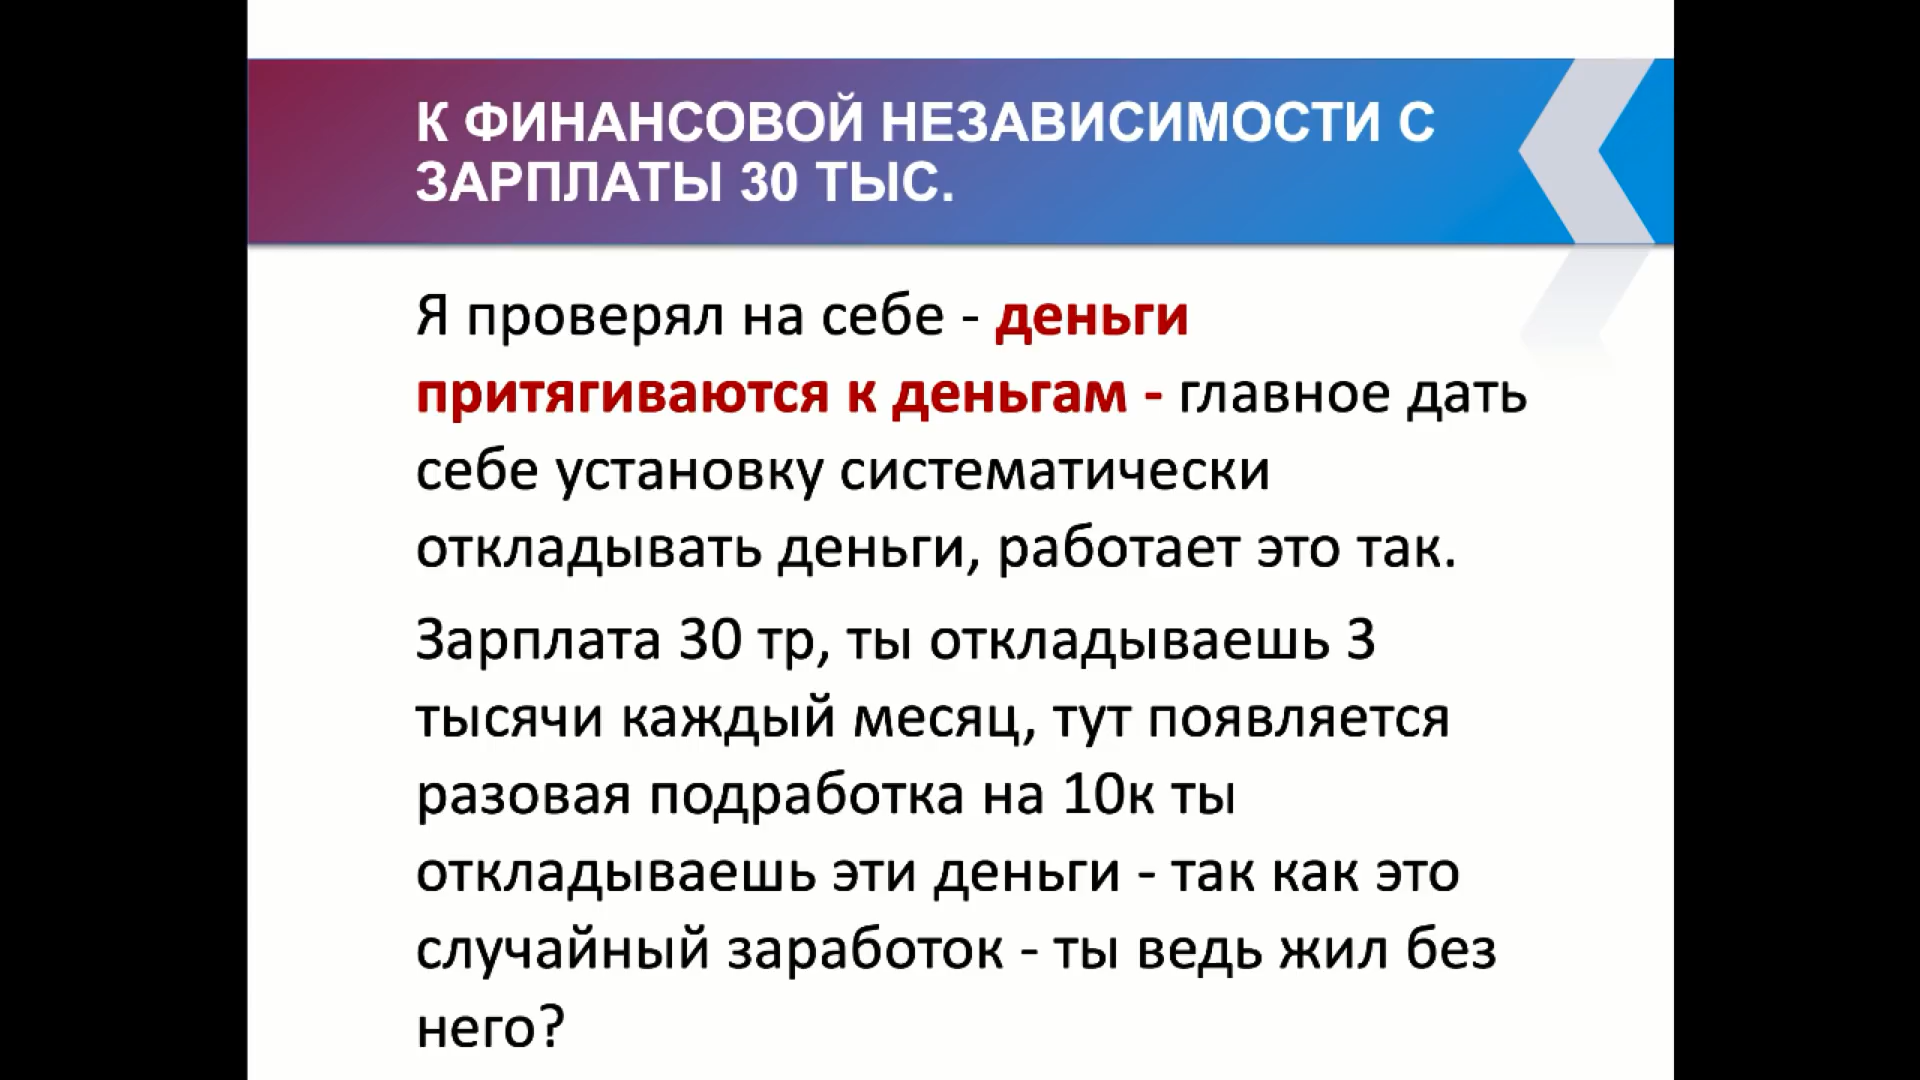 К ФИНАНСОВОЙ НЕЗАВИСИМОСТИ С
ЗАРПЛАТЫ 30 ТЫС.
Я проверял на себе - деньги
притягиваются к деньгам - главное дать
себе установку систематически
откладывать деньги, работает это так.
Зарплата 30 тр, ты откладываешь 3
тысячи каждый месяц, тут появляется
разовая подработка на 10к ты
откладываешь эти деньги - так как это
случайный заработок - ты ведь жил без
него?